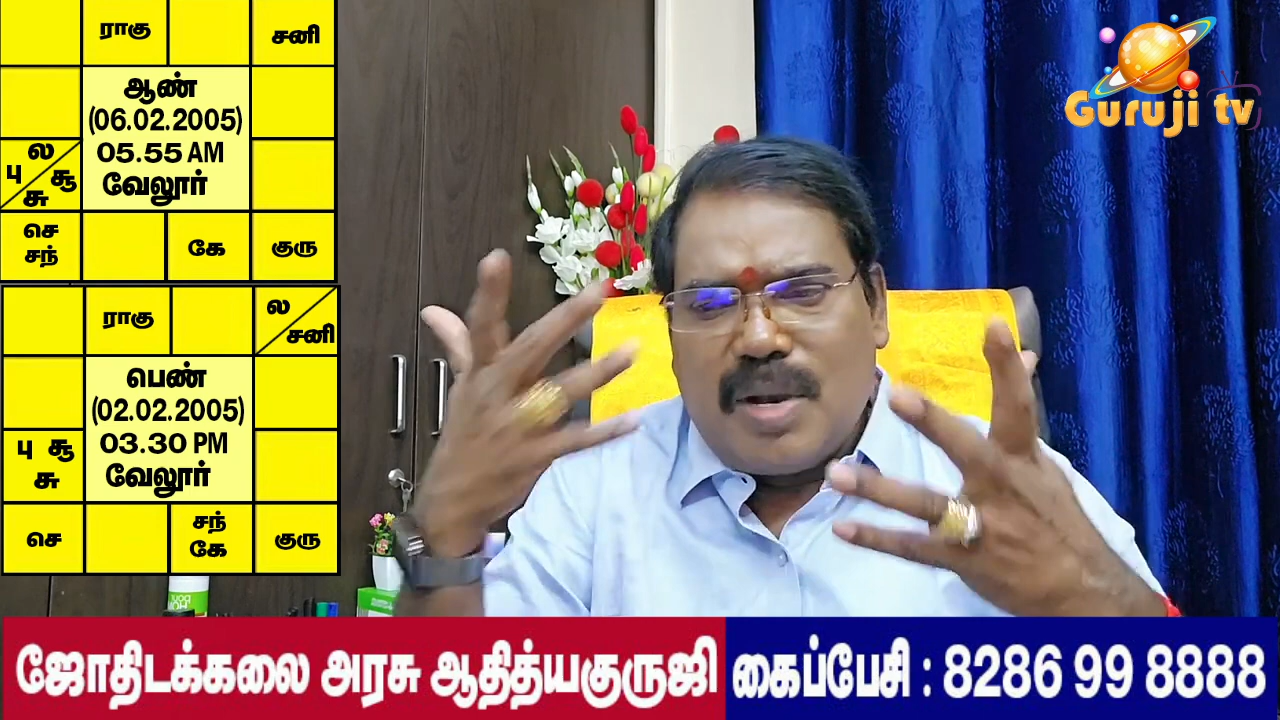 ராகு
சனி
ஆண்
(06.02.2005)
05.55 AM
வேலூர்
ல
பு
சூ
சு
செ
சந்
கே
குரு
ராகு
ல
சனி
பெண்
(02.02.2005)
03.30 PM
வேலூர்
பு சூ
சு
செ
சந்
கே
குரு
Guruji tv
ஜோதிடக்கலை அரசு ஆதித்யகுருஜி
கைப்பேசி : 8286 99 8888